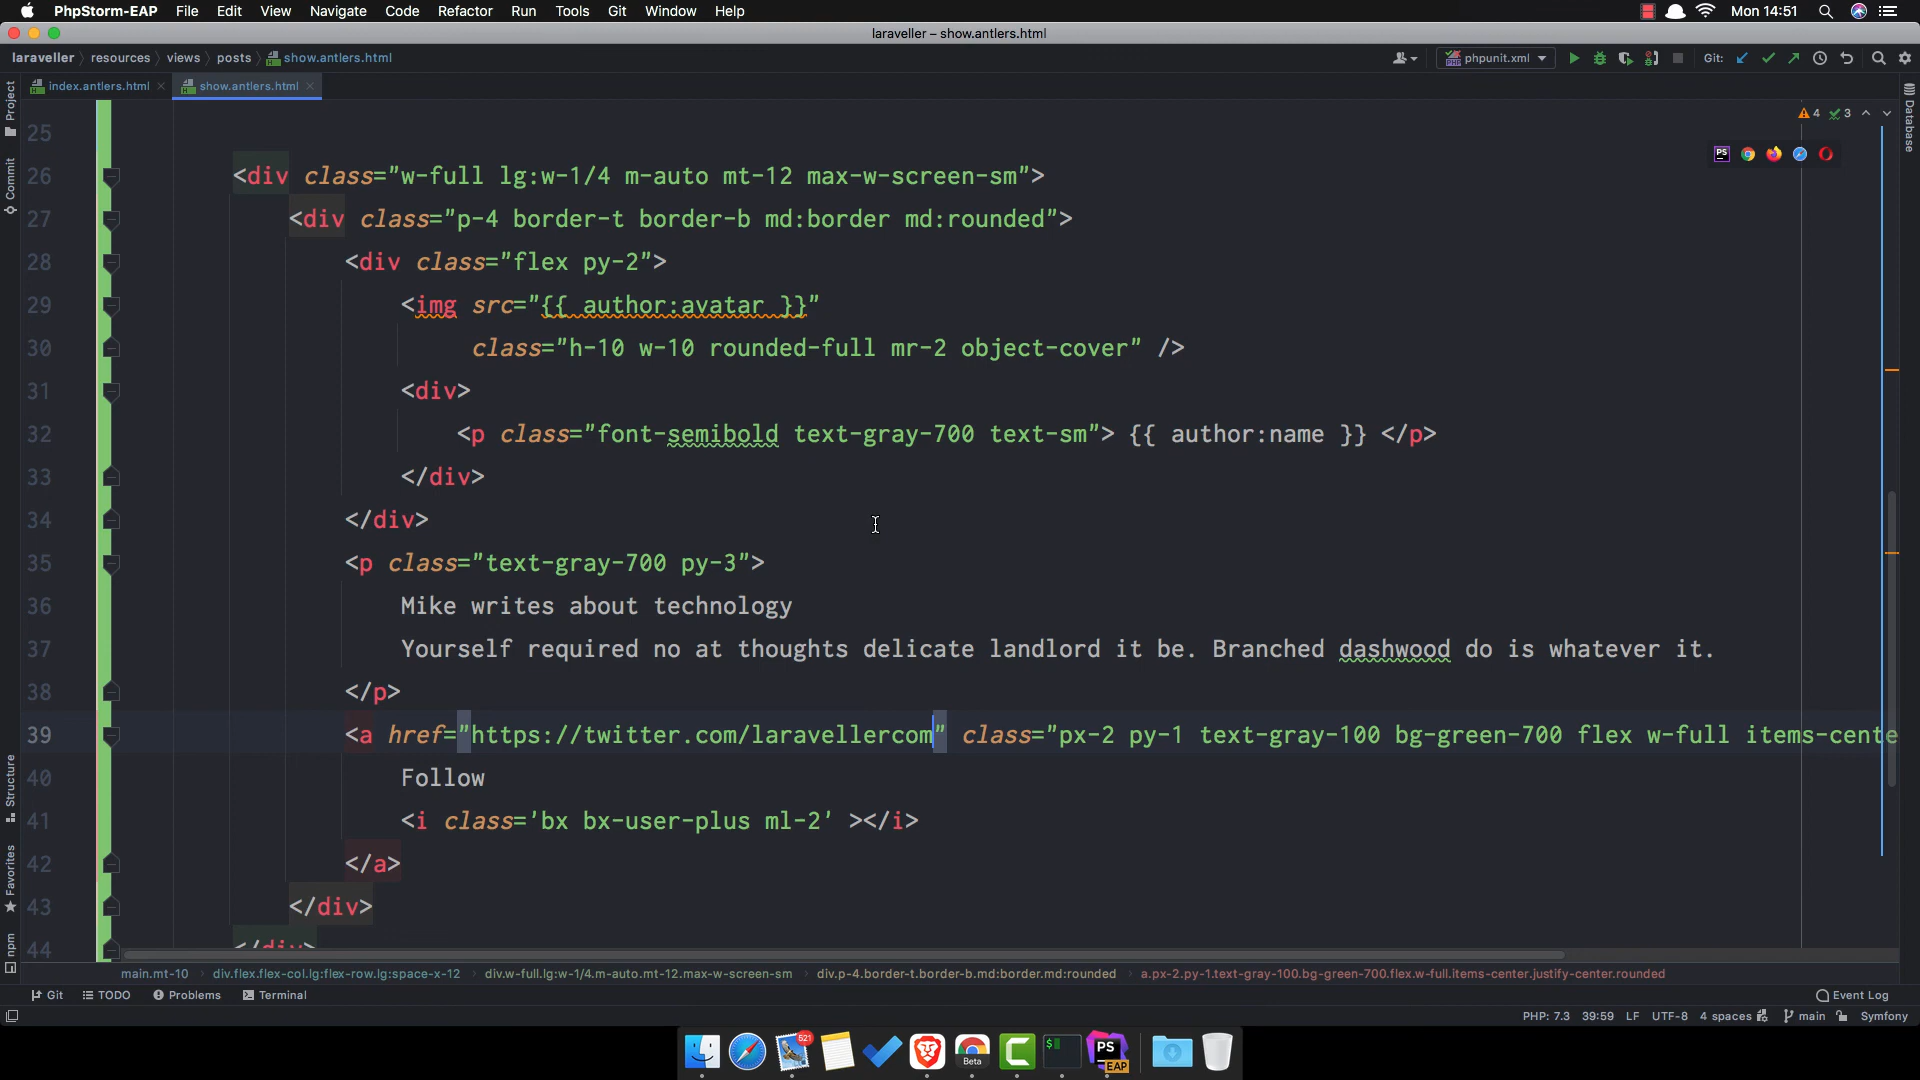 PhpStorm-EAP File Edit View Navigate Code Refactor Run Tools Git Window Help Mon 14:51
laraveller – show.antlers.html
laraveller resources views posts show.antlers.html phpunit.xml Git:
index.antlers.html show.antlers.html
Project
Commit
Structure
Favorites
npm
Database
4 3
25
26 <div class="w-full lg:w-1/4 m-auto mt-12 max-w-screen-sm">
27 <div class="p-4 border-t border-b md:border md:rounded">
28 <div class="flex py-2">
29 <img src="{{ author:avatar }}"
30 class="h-10 w-10 rounded-full mr-2 object-cover" />
31 <div>
32 <p class="font-semibold text-gray-700 text-sm"> {{ author:name }} </p>
33 </div>
34 </div>
35 <p class="text-gray-700 py-3">
36 Mike writes about technology
37 Yourself required no at thoughts delicate landlord it be. Branched dashwood do is whatever it.
38 </p>
39 <a href="https://twitter.com/laravellercom" class="px-2 py-1 text-gray-100 bg-green-700 flex w-full items-cente
40 Follow
41 <i class='bx bx-user-plus ml-2' ></i>
42 </a>
43 </div>
44 </div>
main.mt-10 div.flex.flex-col.lg:flex-row.lg:space-x-12 div.w-full.lg:w-1/4.m-auto.mt-12.max-w-screen-sm div.p-4.border-t.border-b.md:border.md:rounded a.px-2.py-1.text-gray-100.bg-green-700.flex.w-full.items-center.justify-center.rounded
Git TODO Problems Terminal Event Log
PHP: 7.3 39:59 LF UTF-8 4 spaces main Symfony
521
Beta
$
PS
EAP
PS